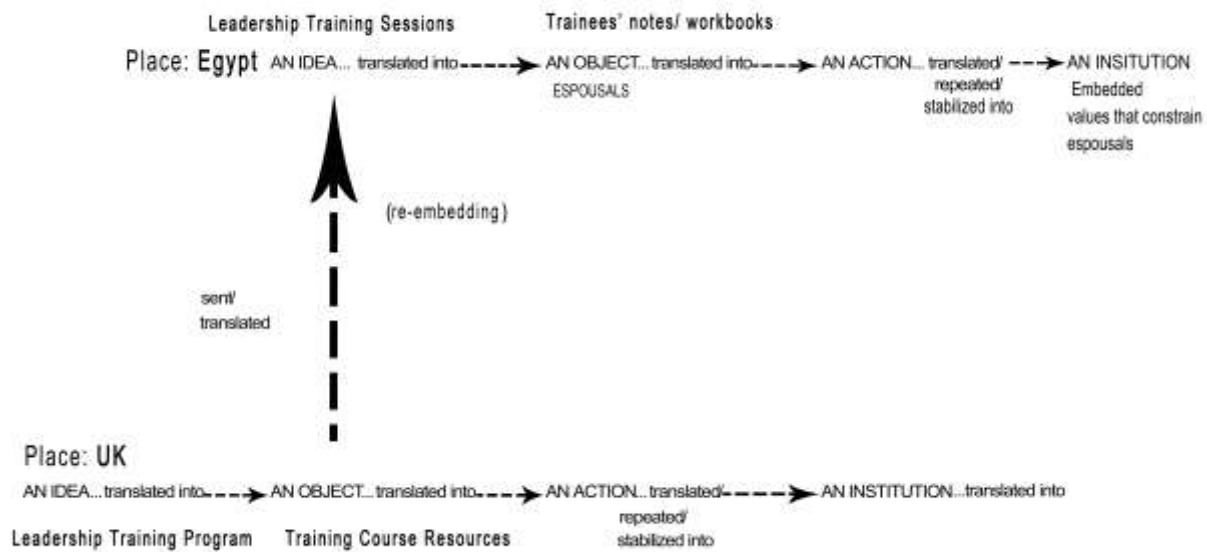 Leadership Training Sessions    Trainees' notes/ workbooks
Place: Egypt AN IDEA... translated into AN OBJECT... translated into AN ACTION... translated/ AN INSITUTION
ESPOUSALS repeated/ Embedded
stabilized into values that constrain
espousals
(re-embedding)
sent/
translated
Place: UK
AN IDEA... translated into AN OBJECT... translated into AN ACTION... translated/ AN INSTITUTION...translated into
repeated/
Leadership Training Program    Training Course Resources stabilized into